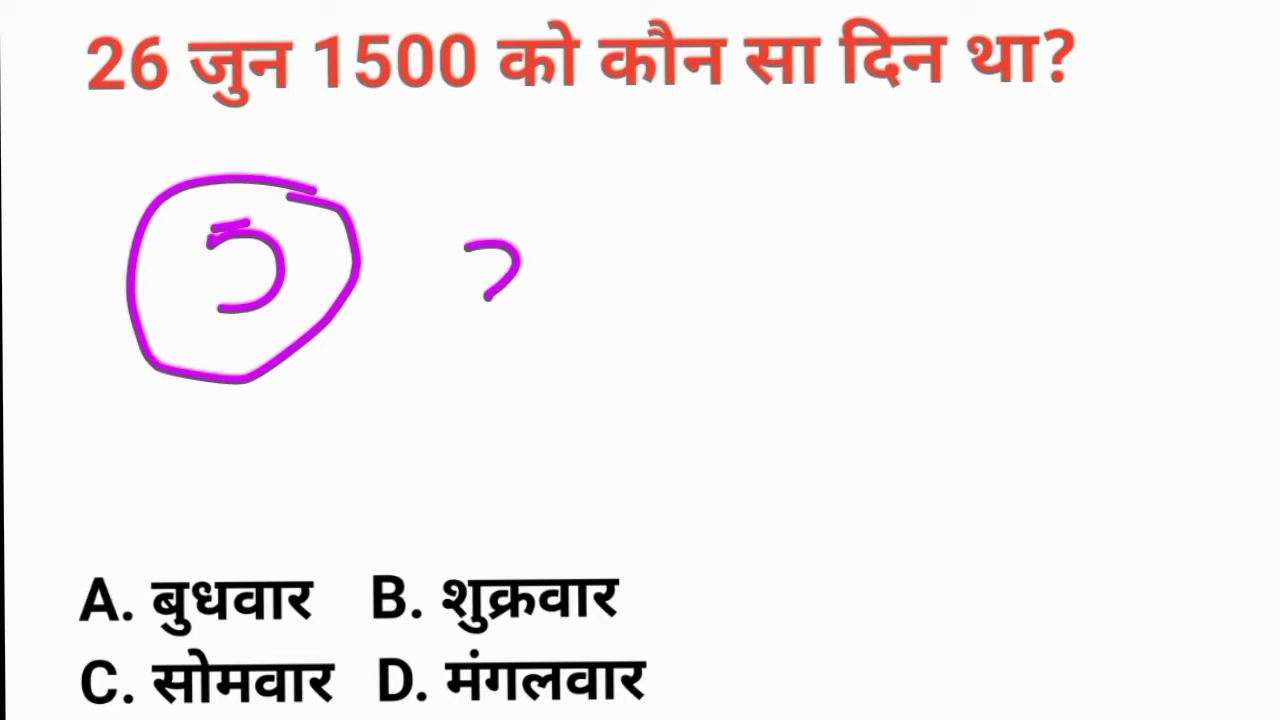 26 जुन 1500 को कौन सा दिन था?
A. बुधवार B. शुक्रवार
C. सोमवार D. मंगलवार